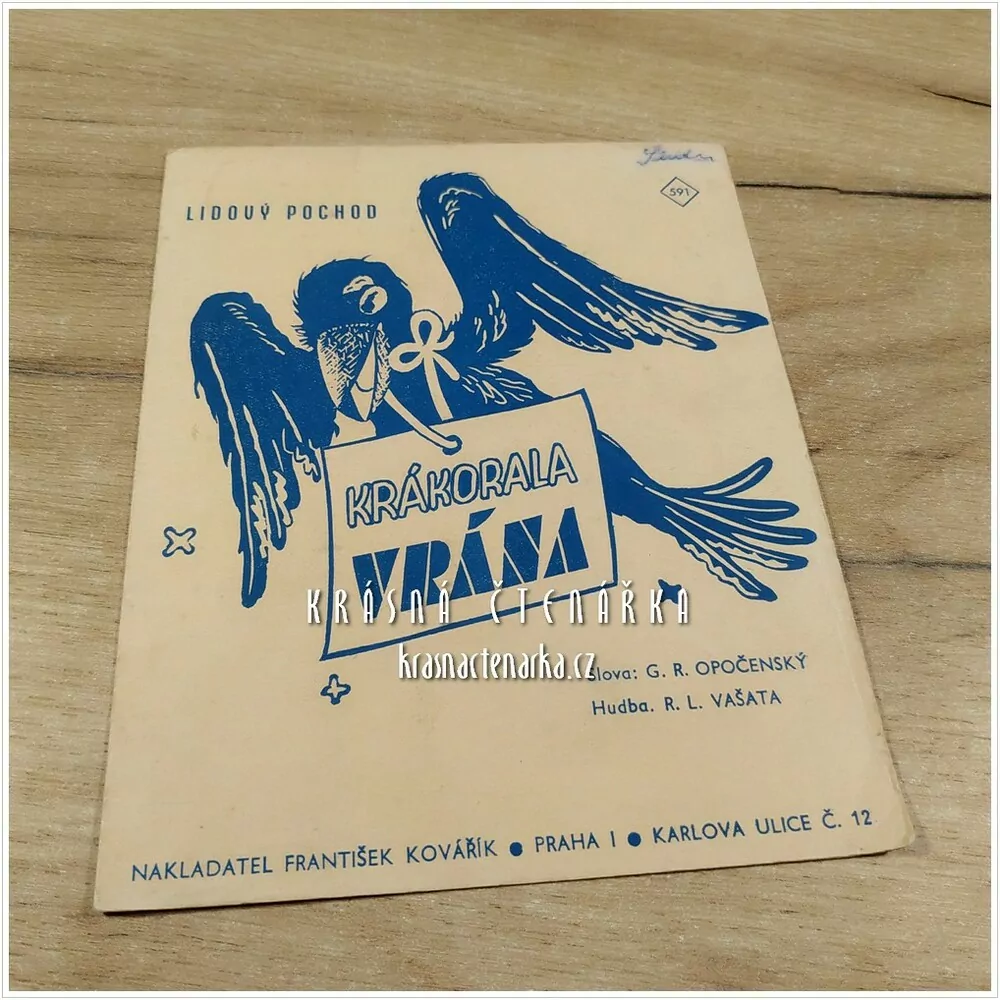 591
LIDOVÝ POCHOD
KRÁKORALA
VRÁNA
KRÁSNÁ ČTENÁŘKA
krasnactenarka.cz
Slova: G. R. OPOČENSKÝ
Hudba. R. L. VAŠATA
NAKLADATEL FRANTIŠEK KOVÁŘÍK ● PRAHA I ● KARLOVA ULICE Č. 12